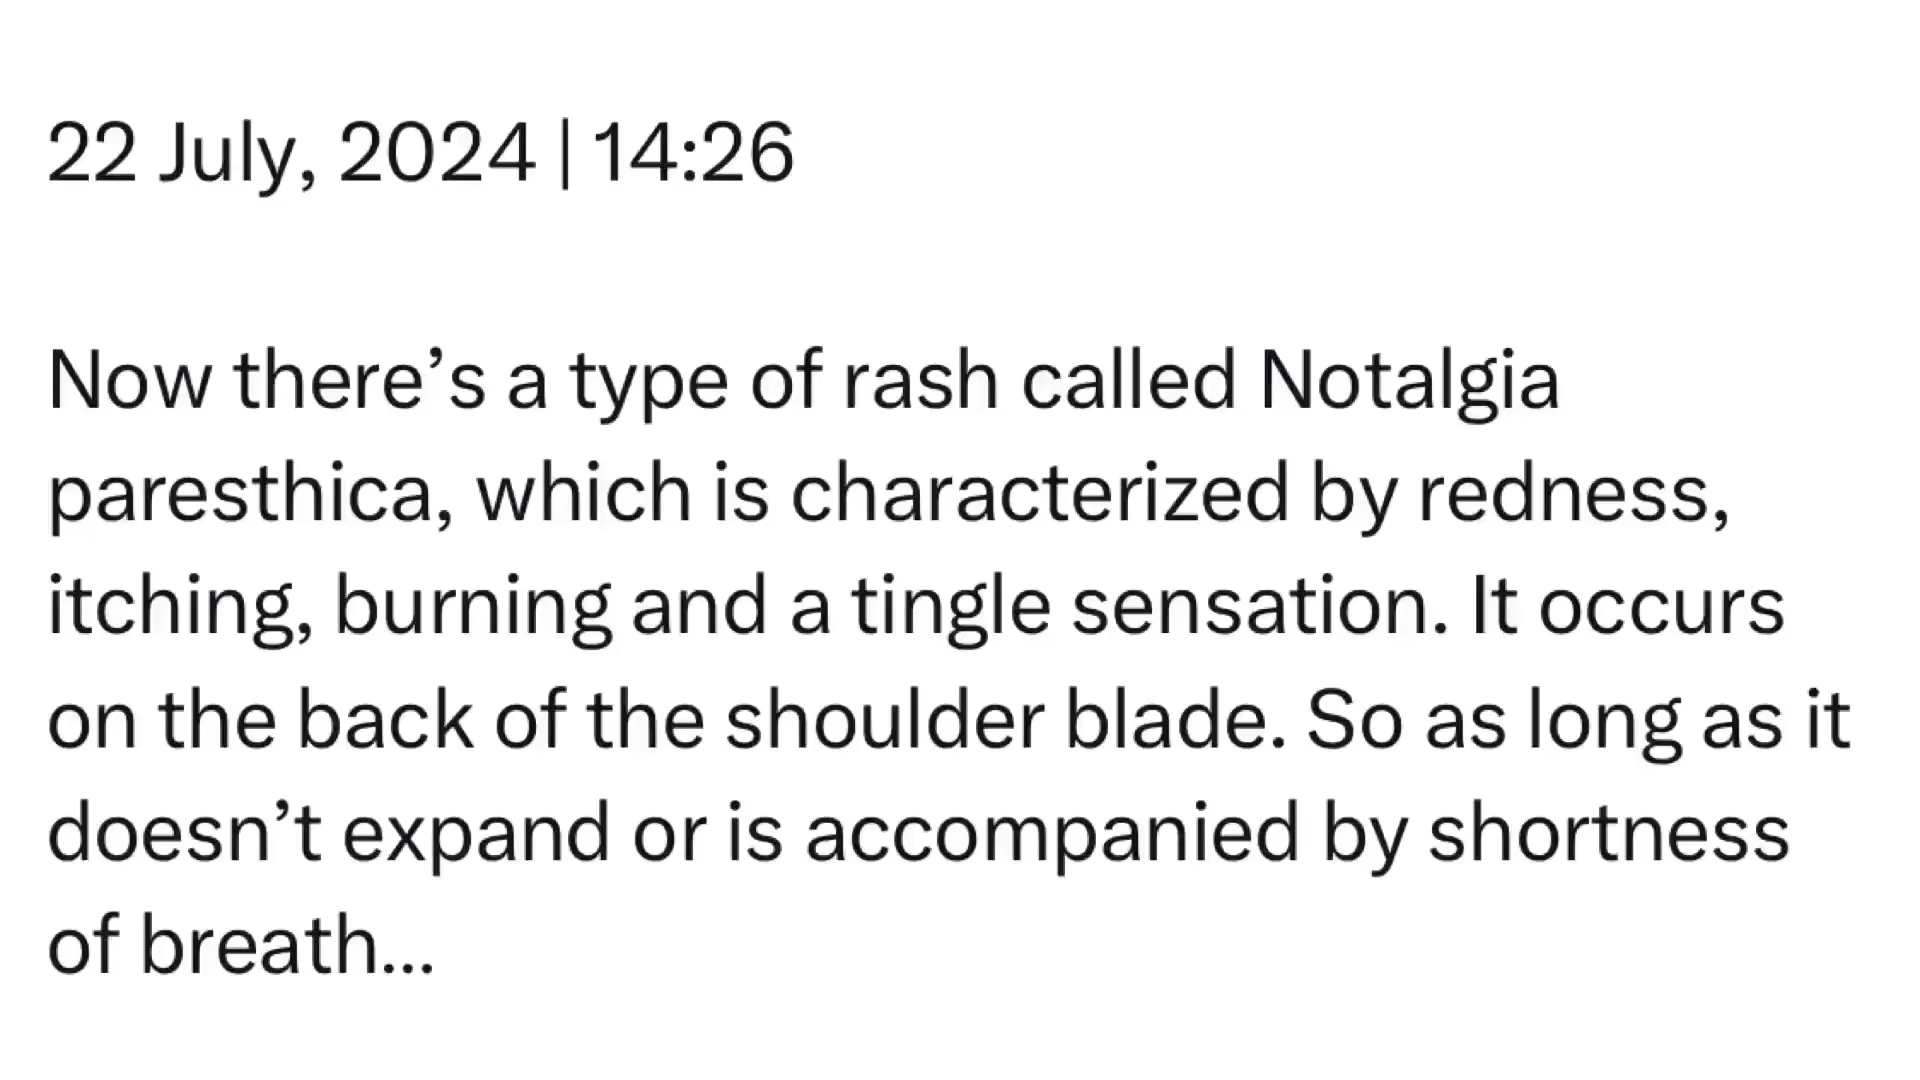 22 July, 2024 | 14:26
Now there’s a type of rash called Notalgia
paresthica, which is characterized by redness,
itching, burning and a tingle sensation. It occurs
on the back of the shoulder blade. So as long as it
doesn’t expand or is accompanied by shortness
of breath...